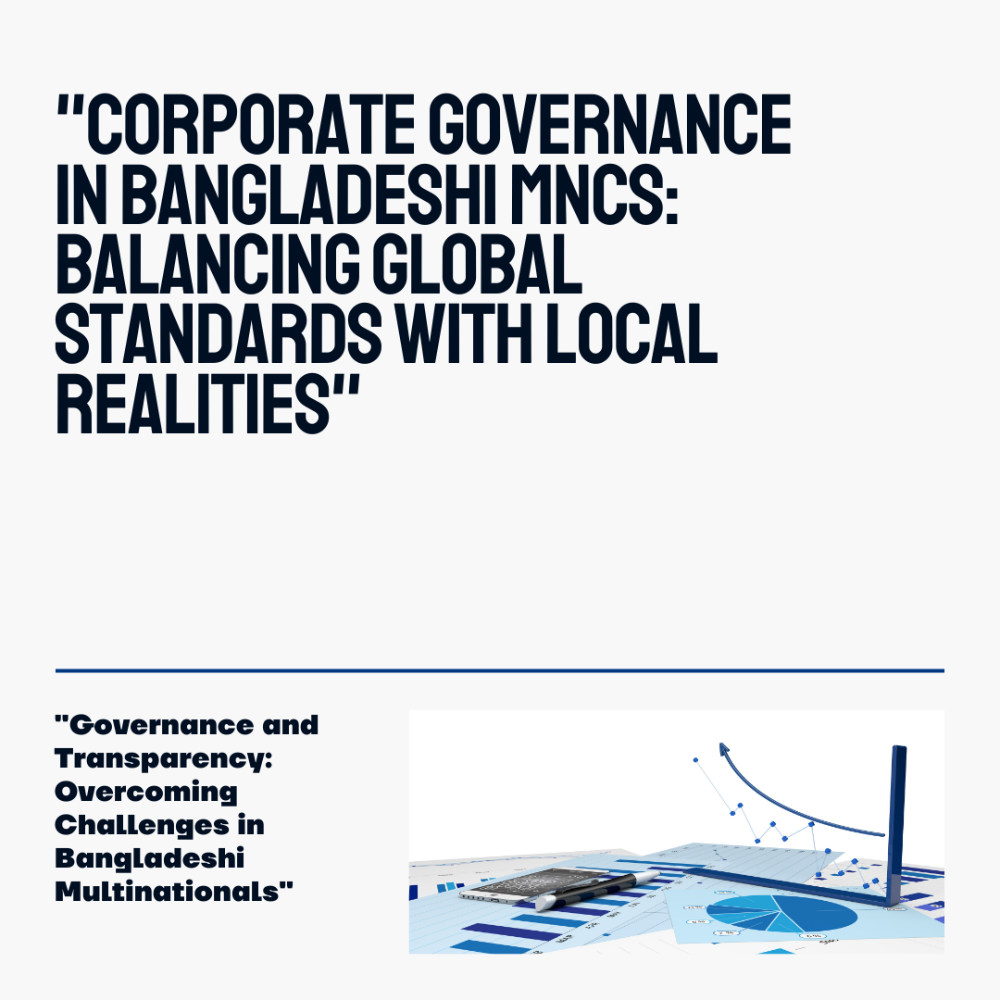 "CORPORATE GOVERNANCE
IN BANGLADESHI MNCS:
BALANCING GLOBAL
STANDARDS WITH LOCAL
REALITIES"
"Governance and
Transparency:
Overcoming
Challenges in
Bangladeshi
Multinationals"